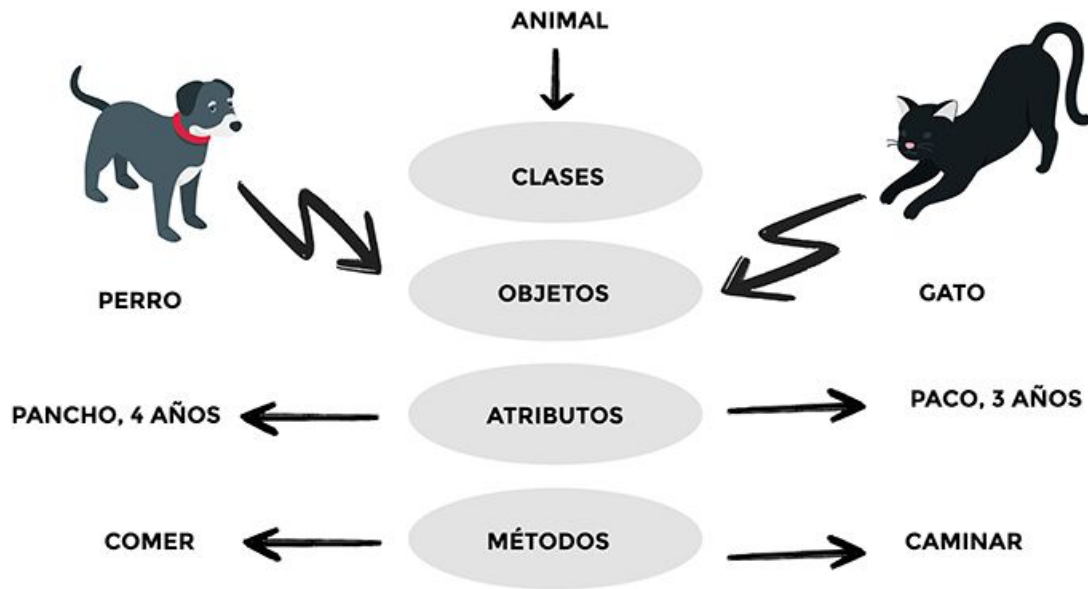 ANIMAL
CLASES
OBJETOS
PERRO
GATO
PANCHO, 4 AÑOS
ATRIBUTOS
PACO, 3 AÑOS
COMER
MÉTODOS
CAMINAR